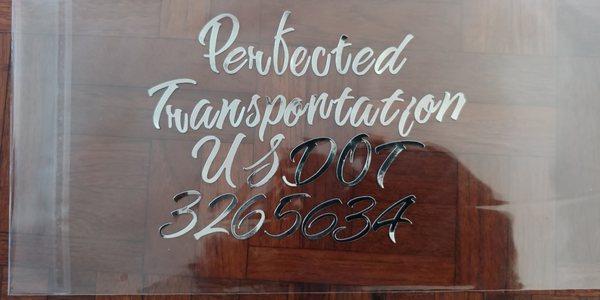 Perfected
Transportation
USDOT
3265634